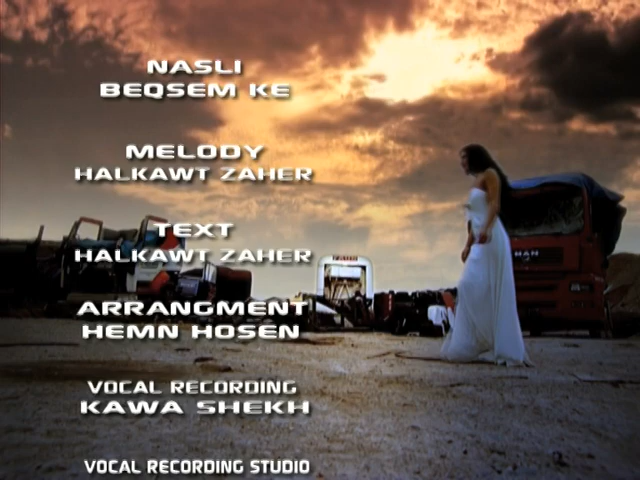 NASLI
BEQSEM KE
MELODY
HALKAWT ZAHER
TEXT
HALKAWT ZAHER
ARRANGMENT
HEMN HOSEN
VOCAL RECORDING
KAWA SHEKH
VOCAL RECORDING STUDIO
MAN